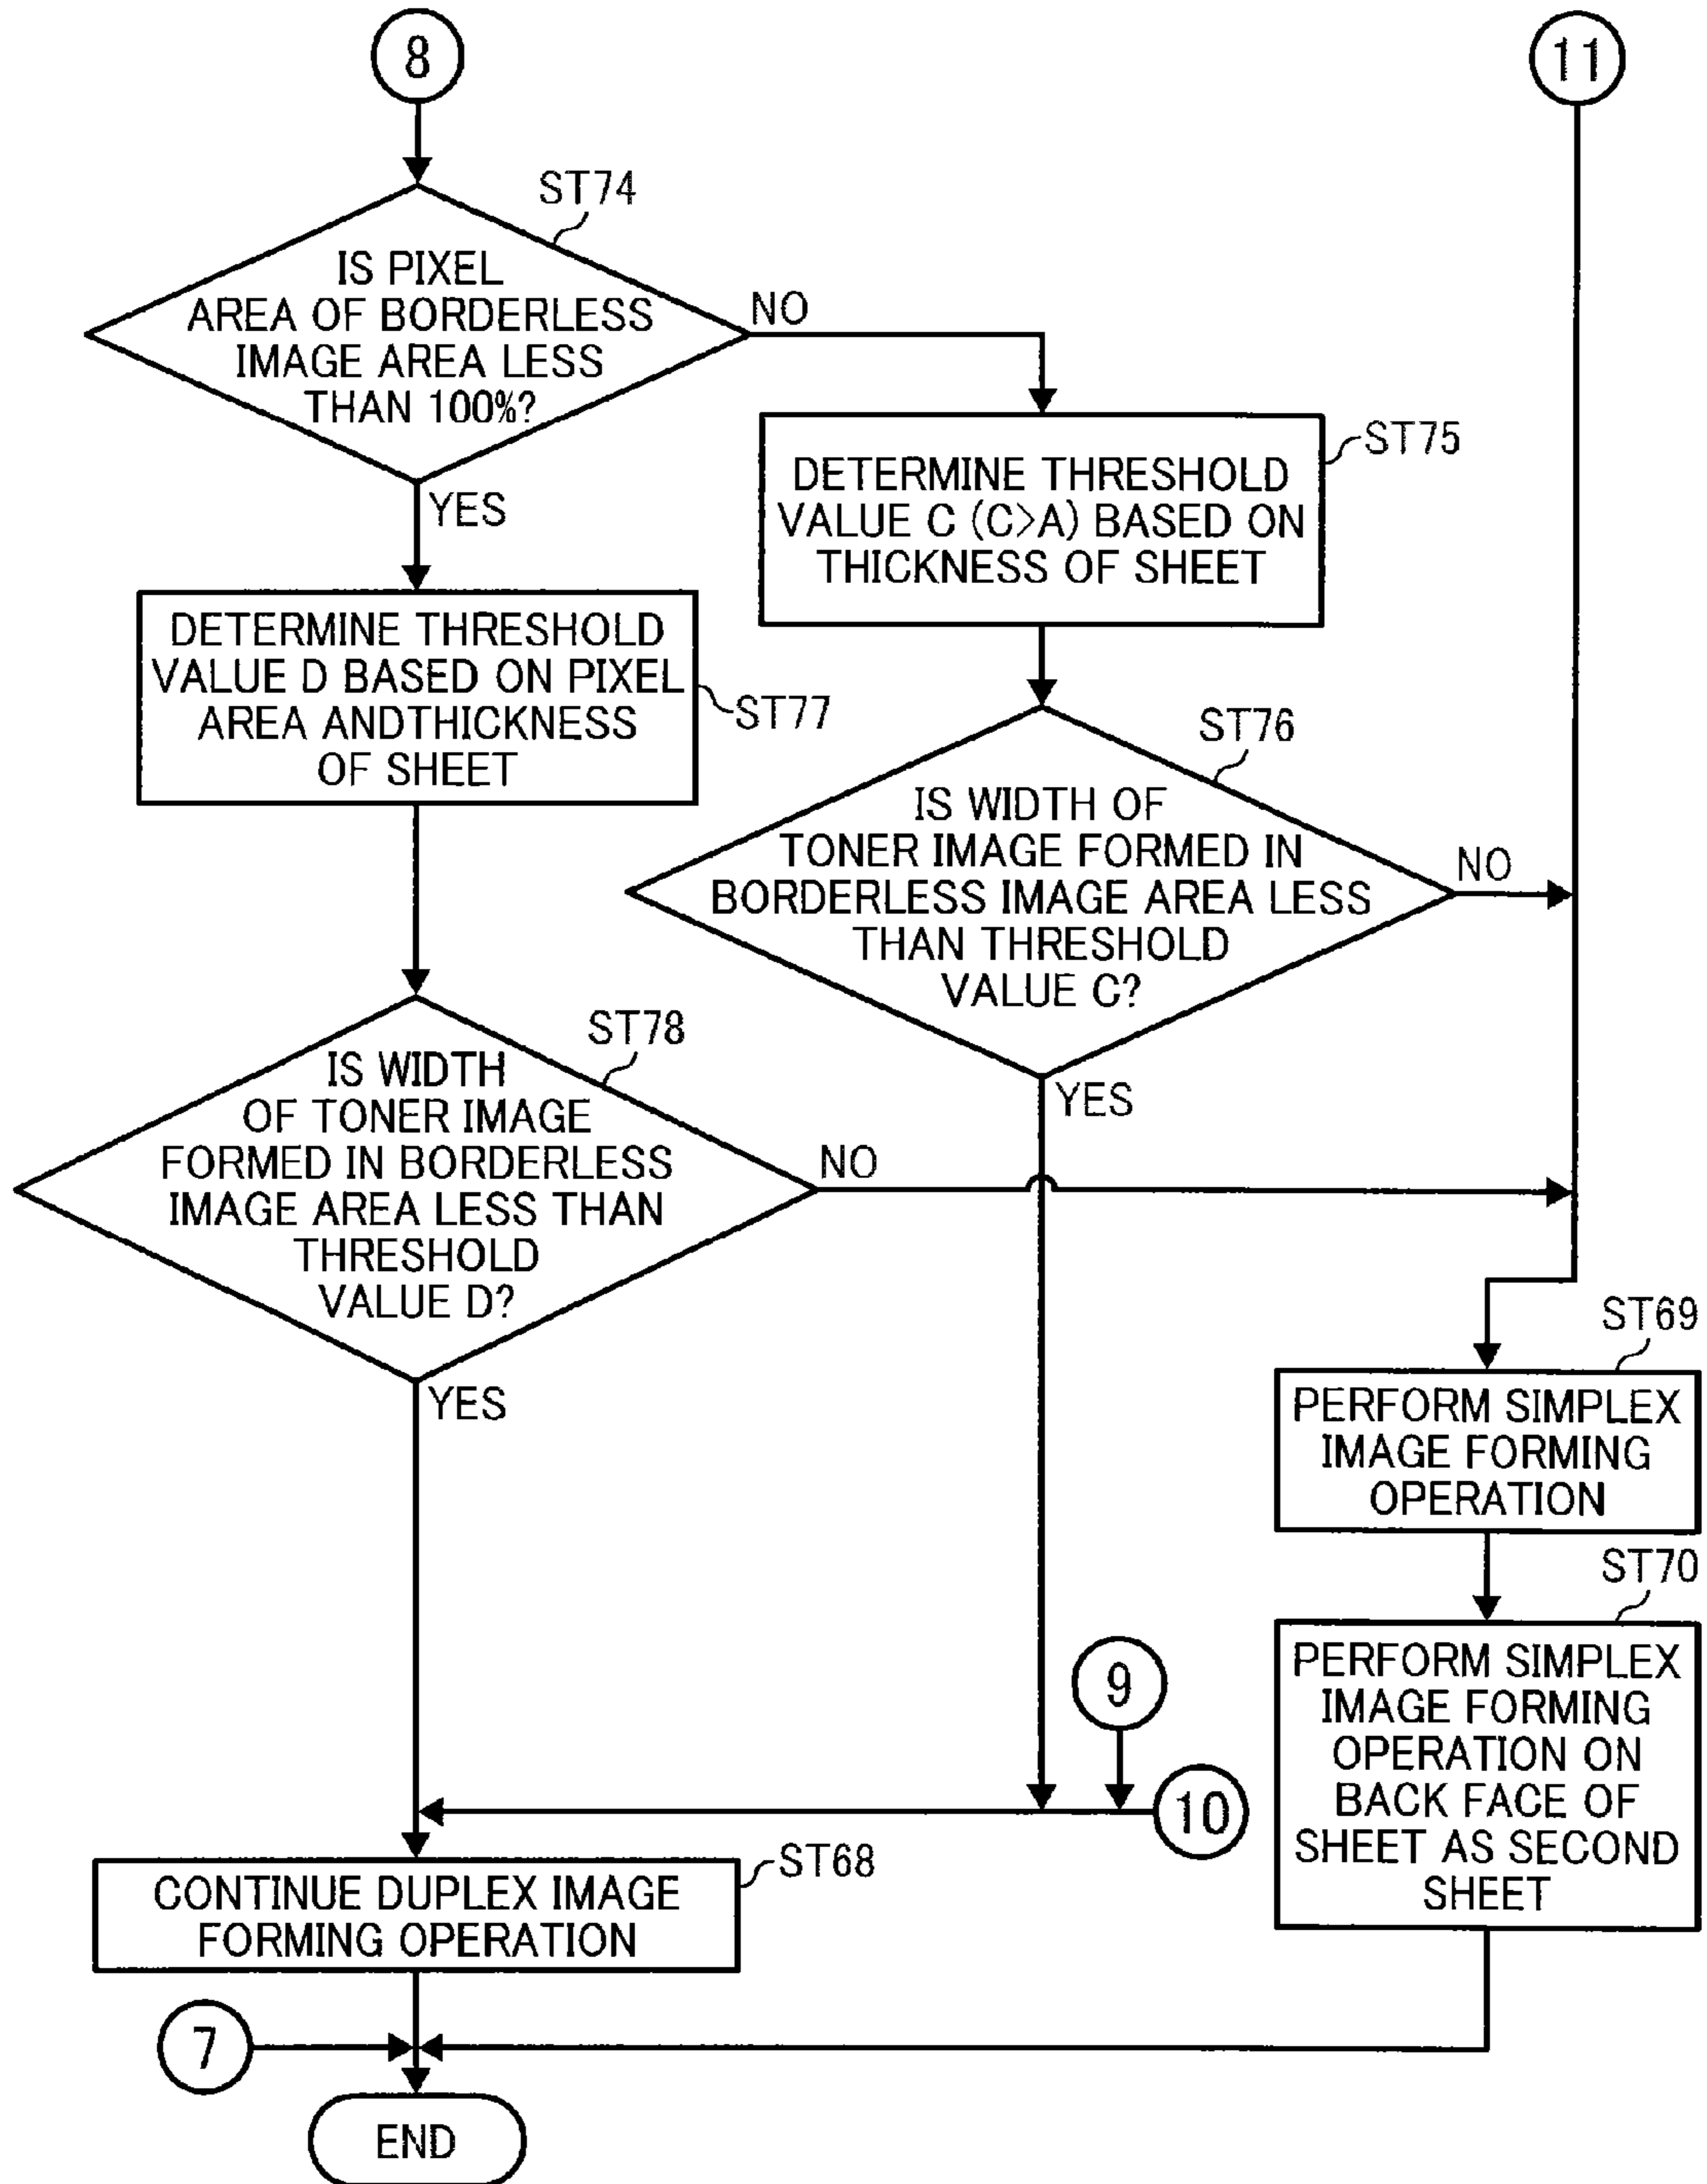 8
11
ST74
IS PIXEL
AREA OF BORDERLESS
IMAGE AREA LESS
THAN 100%?
NO
YES
DETERMINE THRESHOLD
VALUE C (C>A) BASED ON
THICKNESS OF SHEET
ST75
DETERMINE THRESHOLD
VALUE D BASED ON PIXEL
AREA ANDTHICKNESS
OF SHEET
ST77
ST76
IS WIDTH OF
TONER IMAGE FORMED IN
BORDERLESS IMAGE AREA LESS
THAN THRESHOLD
VALUE C?
NO
YES
ST78
IS WIDTH
OF TONER IMAGE
FORMED IN BORDERLESS
IMAGE AREA LESS THAN
THRESHOLD
VALUE D?
NO
YES
ST69
PERFORM SIMPLEX
IMAGE FORMING
OPERATION
ST70
PERFORM SIMPLEX
IMAGE FORMING
OPERATION ON
BACK FACE OF
SHEET AS SECOND
SHEET
9
10
ST68
CONTINUE DUPLEX IMAGE
FORMING OPERATION
7
END